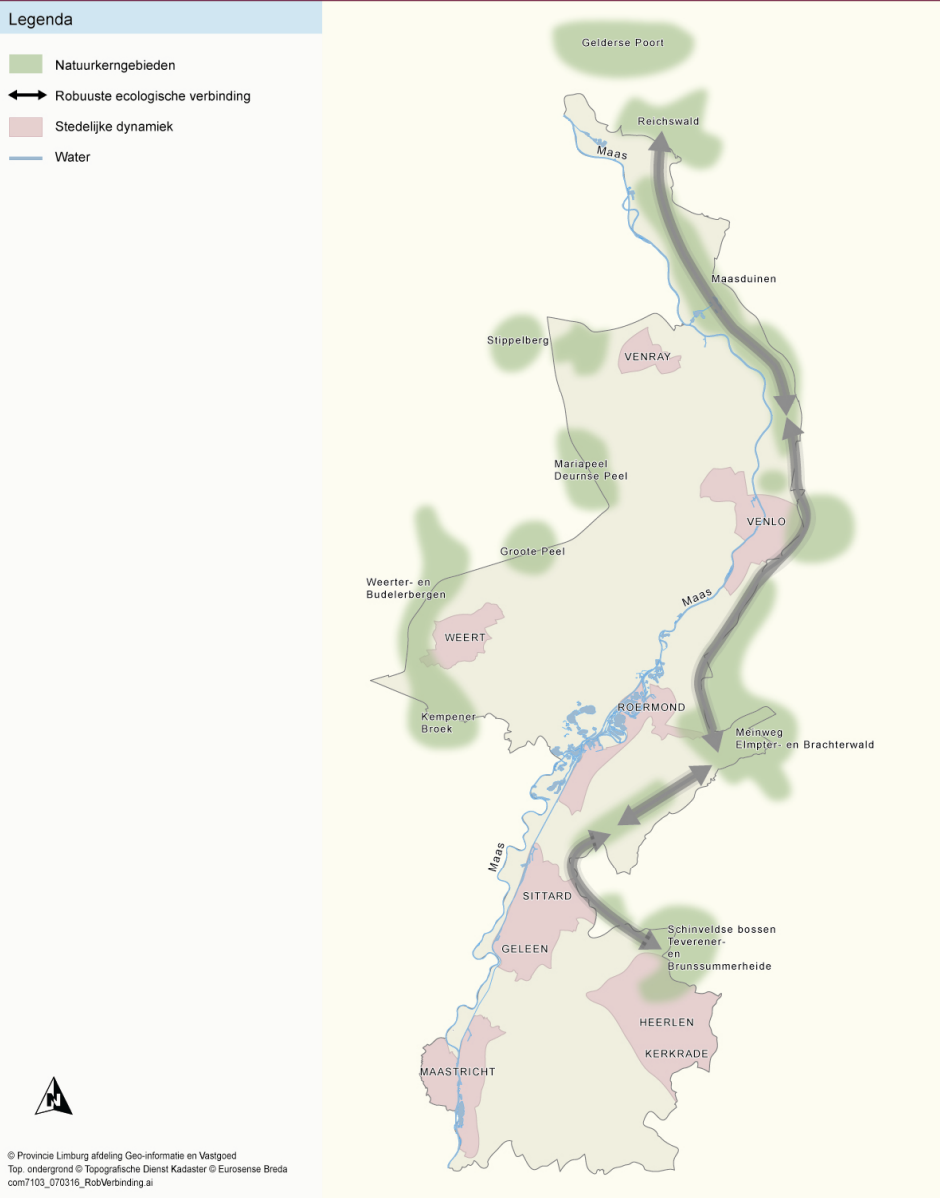 Legenda
Natuurkerngebieden
Robuuste ecologische verbinding
Stedelijke dynamiek
Water
Gelderse Poort
Reichswald
Maas
Maasduinen
Stippelberg
VENRAY
Mariapeel
Deurnse Peel
VENLO
Groote Peel
Weerter- en
Budelerbergen
Maas
WEERT
ROERMOND
Kempener
Broek
Meinweg
Elmpter- en Brachterwald
Maas
SITTARD
Schinveldse bossen
Teverener-
en
Brunssummerheide
GELEEN
HEERLEN
KERKRADE
MAASTRICHT
N
© Provincie Limburg afdeling Geo-informatie en Vastgoed
Top. ondergrond © Topografische Dienst Kadaster © Eurosense Breda
com7103_070316_RobVerbinding.ai